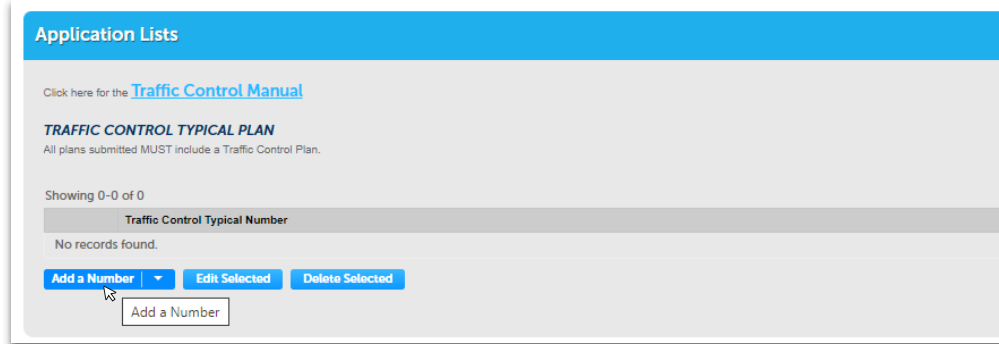 Application Lists
Click here for the Traffic Control Manual
TRAFFIC CONTROL TYPICAL PLAN
All plans submitted MUST include a Traffic Control Plan.
Showing 0-0 of 0
Traffic Control Typical Number
No records found.
Add a Number Edit Selected Delete Selected
Add a Number